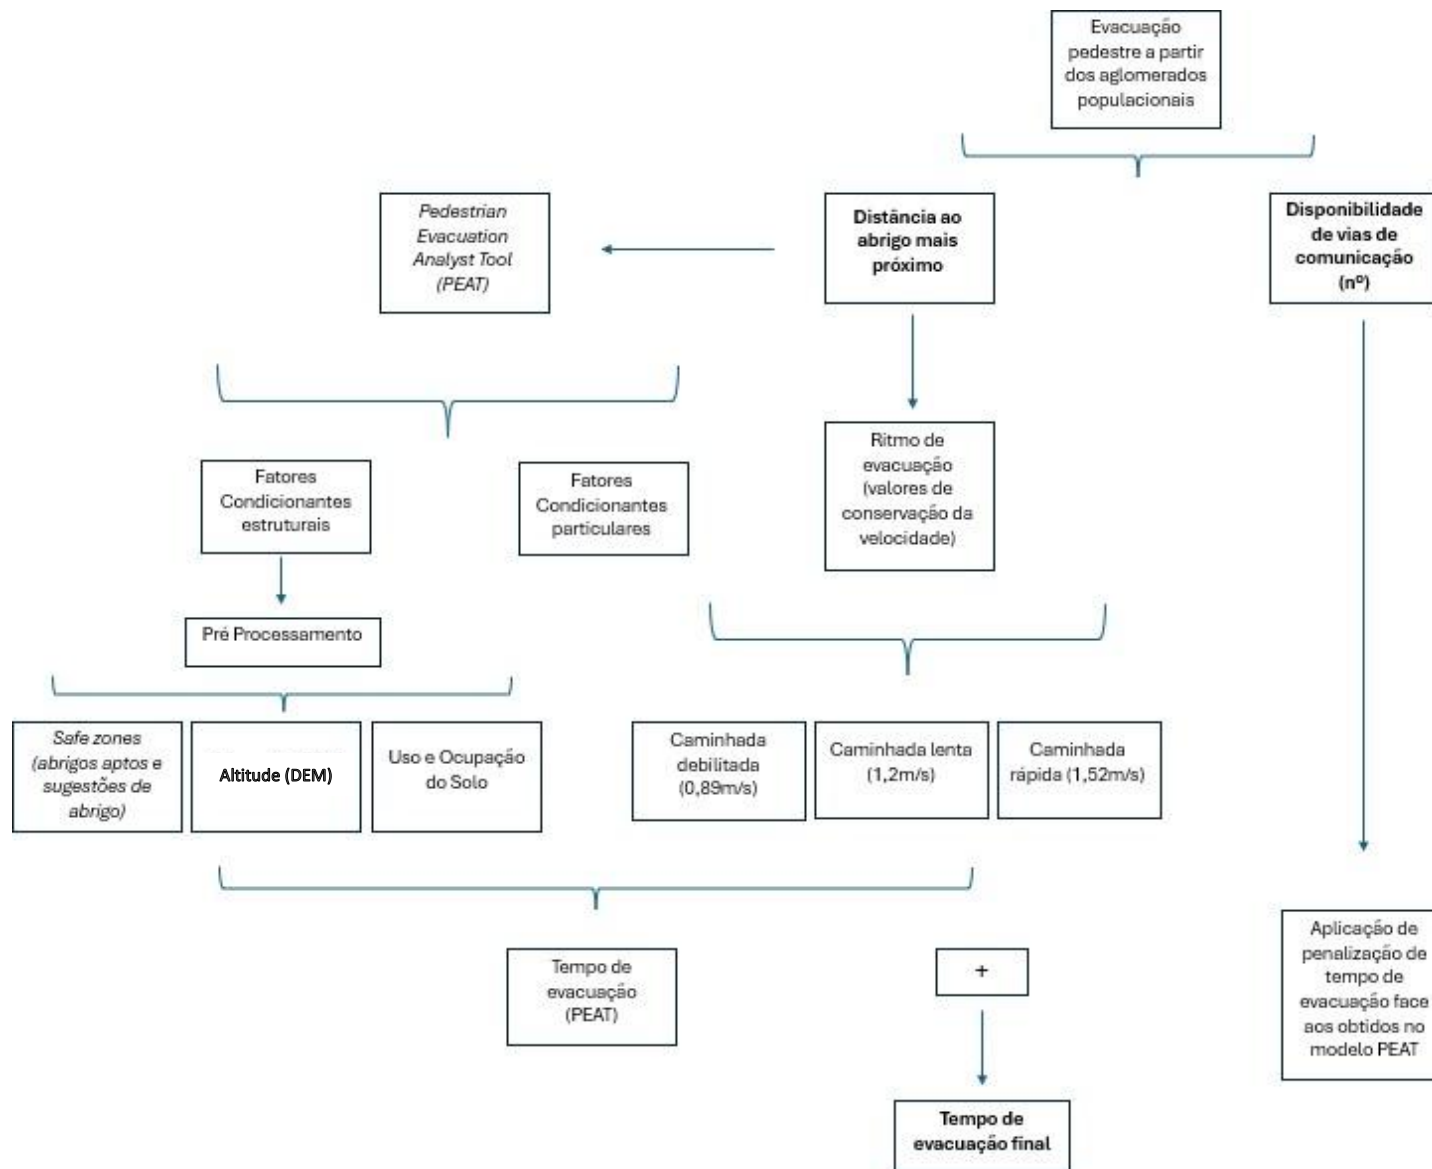 Evacuação
pedestre a partir
dos aglomerados
populacionais
Pedestrian
Evacuation
Analyst Tool
(PEAT)
Distância ao
abrigo mais
próximo
Disponibilidade
de vias de
comunicação
(nº)
Fatores
Condicionantes
estruturais
Fatores
Condicionantes
particulares
Ritmo de
evacuação
(valores de
conservação da
velocidade)
Pré Processamento
Safe zones
(abrigos aptos e
sugestões de
abrigo)
Altitude (DEM)
Uso e Ocupação
do Solo
Caminhada
debilitada
(0,89m/s)
Caminhada lenta
(1,2m/s)
Caminhada
rápida (1,52m/s)
Tempo de
evacuação
(PEAT)
+
Aplicação de
penalização de
tempo de
evacuação face
aos obtidos no
modelo PEAT
Tempo de
evacuação final